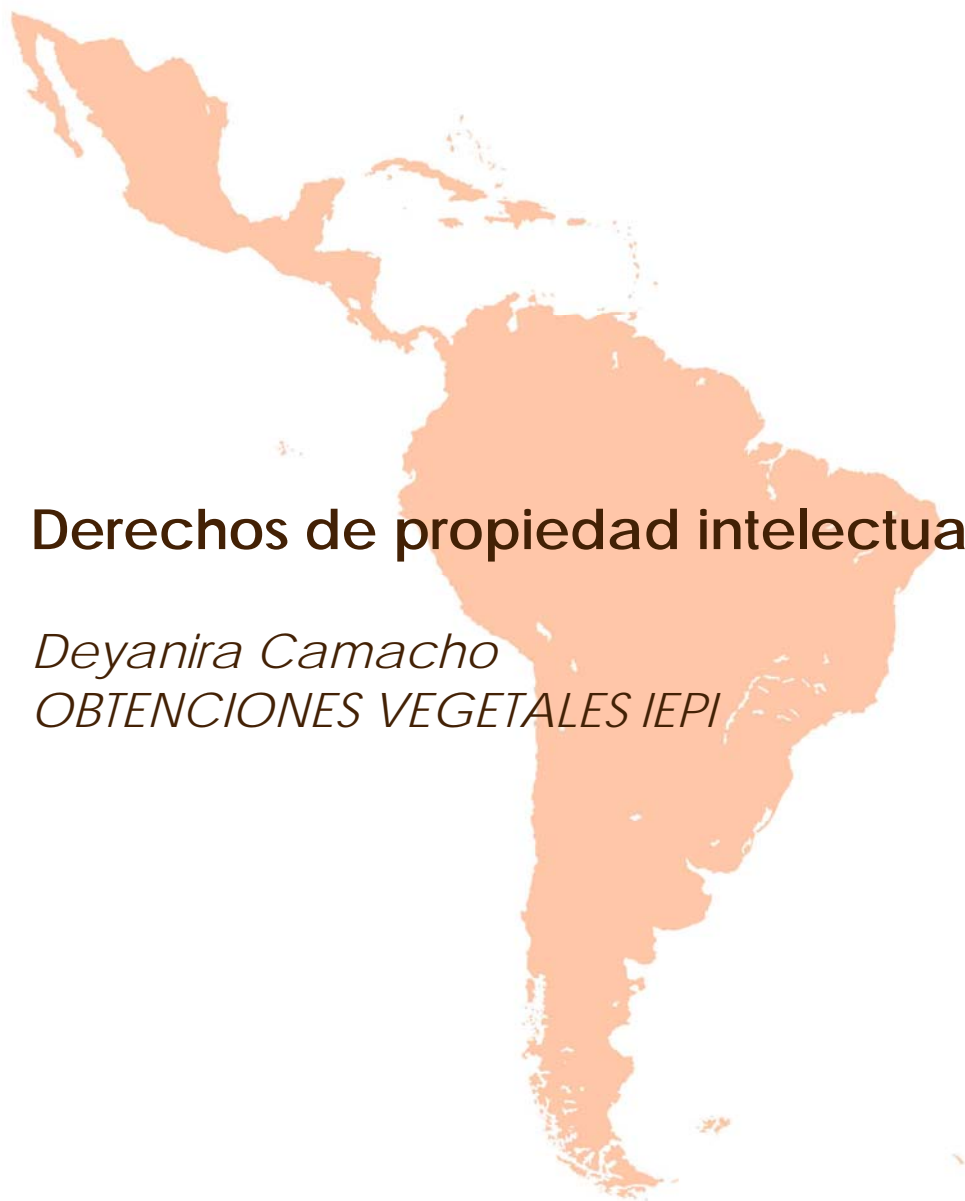 Derechos de propiedad intelectua
Deyanira Camacho
OBTENCIONES VEGETALES IEPI